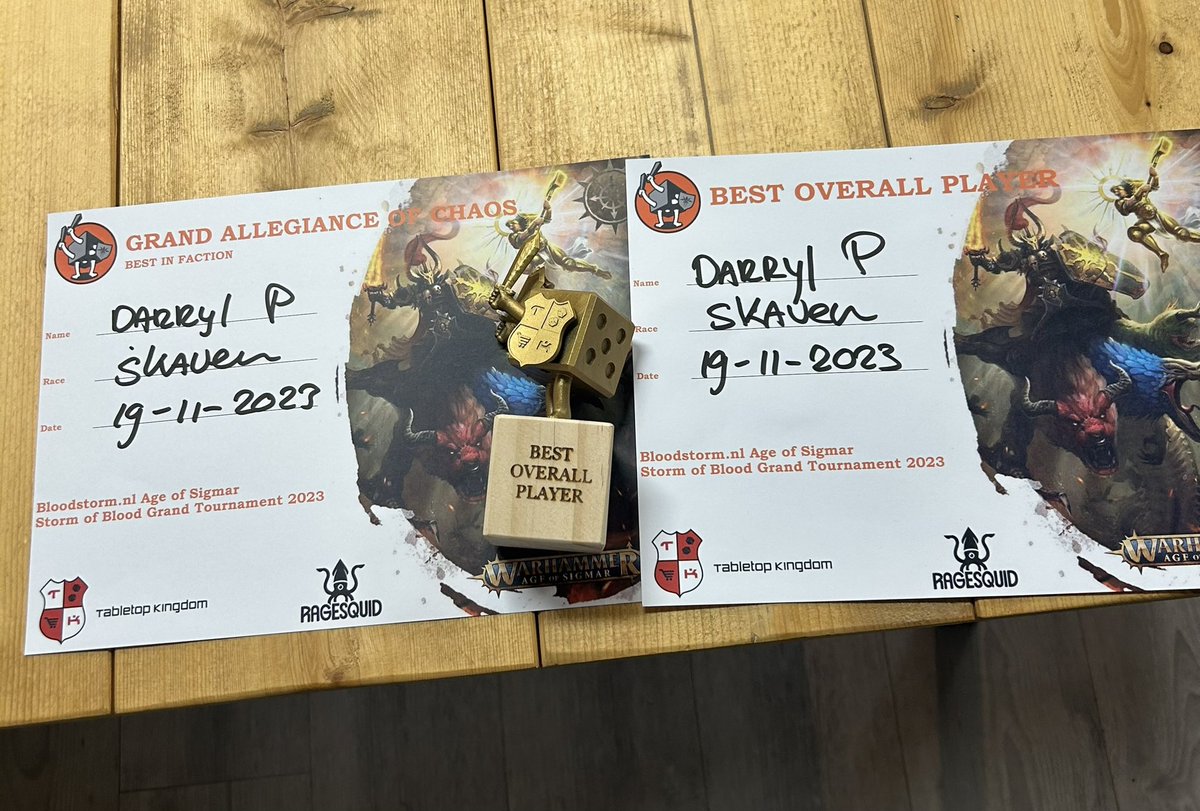 GRAND ALLEGIANCE OF CHAOS
BEST IN FACTION
Name DARRYL P
Race SKAVEN
Date 19-11-2023
Bloodstorm.nl Age of Sigmar
Storm of Blood Grand Tournament 2023
T
K
Tabletop Kingdom
RAGESQUID
WARHAMMER
AGE OF SIGMAR
T
K
BEST
OVERALL
PLAYER
BEST OVERALL PLAYER
Name DARRYL P
Race SKAVEN
Date 19-11-2023
Bloodstorm.nl Age of Sigmar
Storm of Blood Grand Tournament 2023
T
K
Tabletop Kingdom
RAGESQUID
WARH
AGE OF S